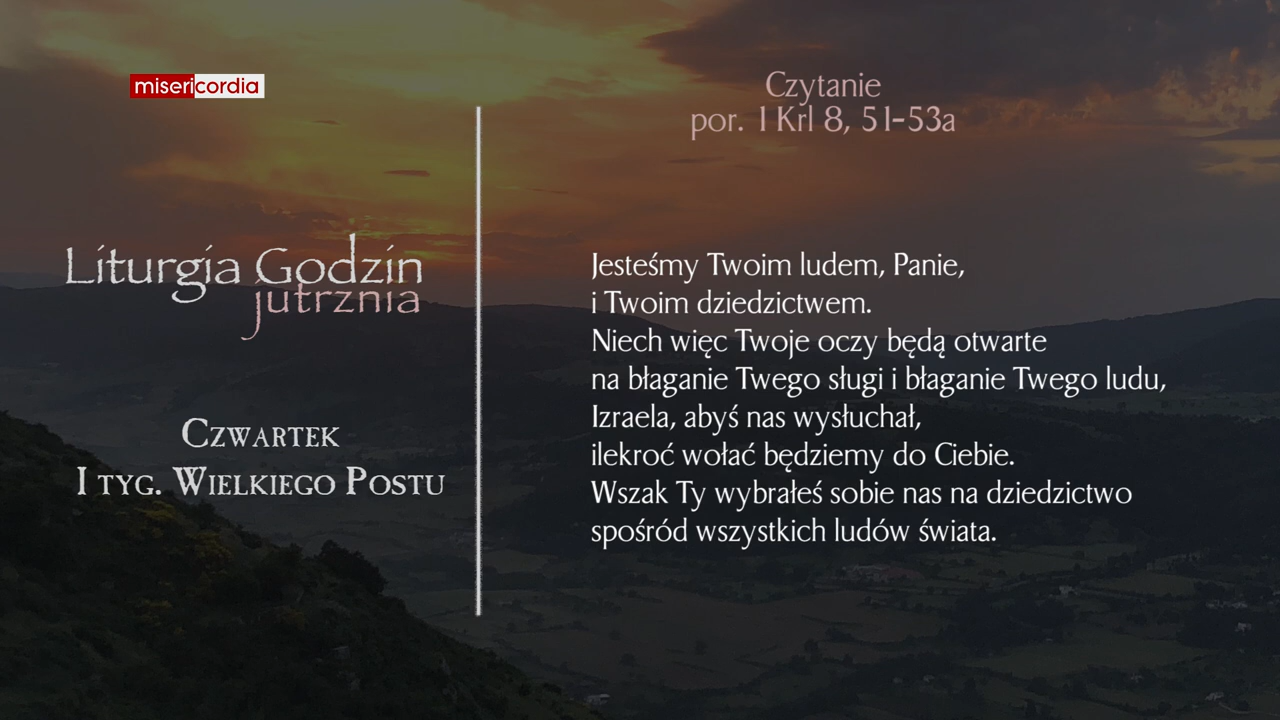 misericordia
Liturgia Godzin
jutrznia
Czwartek
I tyg. Wielkiego Postu
Czytanie
por. 1 Krl 8, 51-53a
Jesteśmy Twoim ludem, Panie,
i Twoim dziedzictwem.
Niech więc Twoje oczy będą otwarte
na błaganie Twego sługi i błaganie Twego ludu,
Izraela, abyś nas wysłuchał,
ilekroć wołać będziemy do Ciebie.
Wszak Ty wybrałeś sobie nas na dziedzictwo
spośród wszystkich ludów świata.